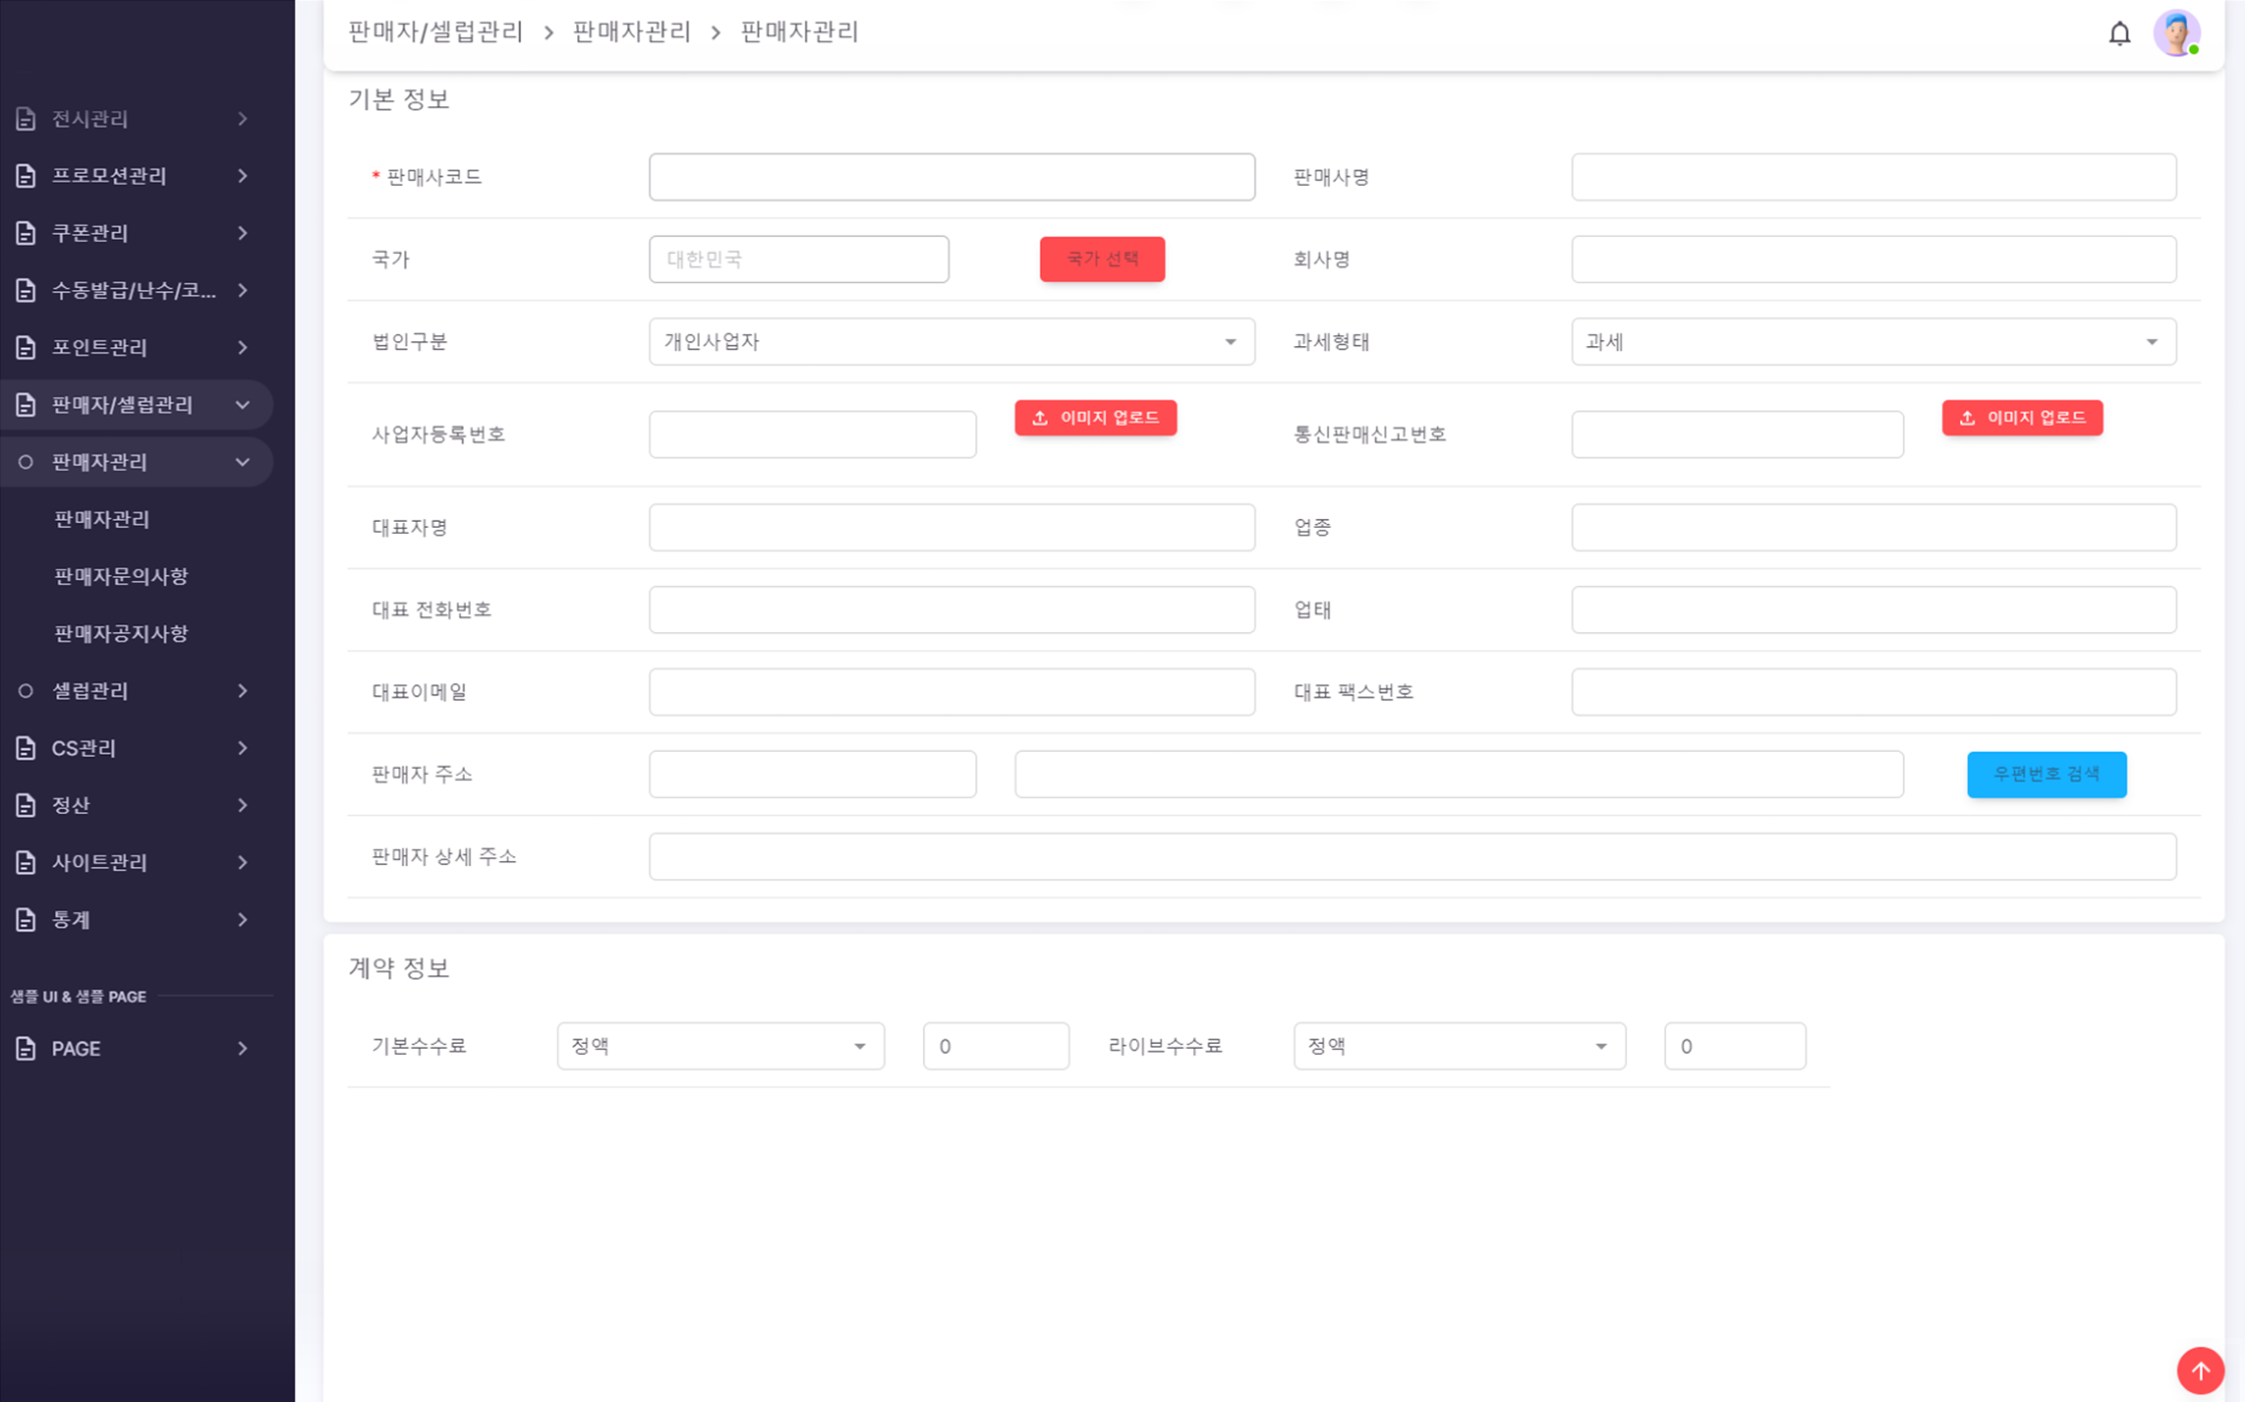 판매자/셀럽관리 > 판매자관리 > 판매자관리
전시관리
프로모션관리
쿠폰관리
수동발급/난수/코...
포인트관리
판매자/셀럽관리
판매자관리
판매자관리
판매자문의사항
판매자공지사항
셀럽관리
CS관리
정산
사이트관리
통계
샘플 UI & 샘플 PAGE
PAGE
기본 정보
* 판매사코드 판매사명
국가 대한민국 국가 선택 회사명
법인구분 개인사업자 과세형태 과세
사업자등록번호 이미지 업로드 통신판매신고번호 이미지 업로드
대표자명 업종
대표 전화번호 업태
대표이메일 대표 팩스번호
판매자 주소 우편번호 검색
판매자 상세 주소
계약 정보
기본수수료 정액 0 라이브수수료 정액 0